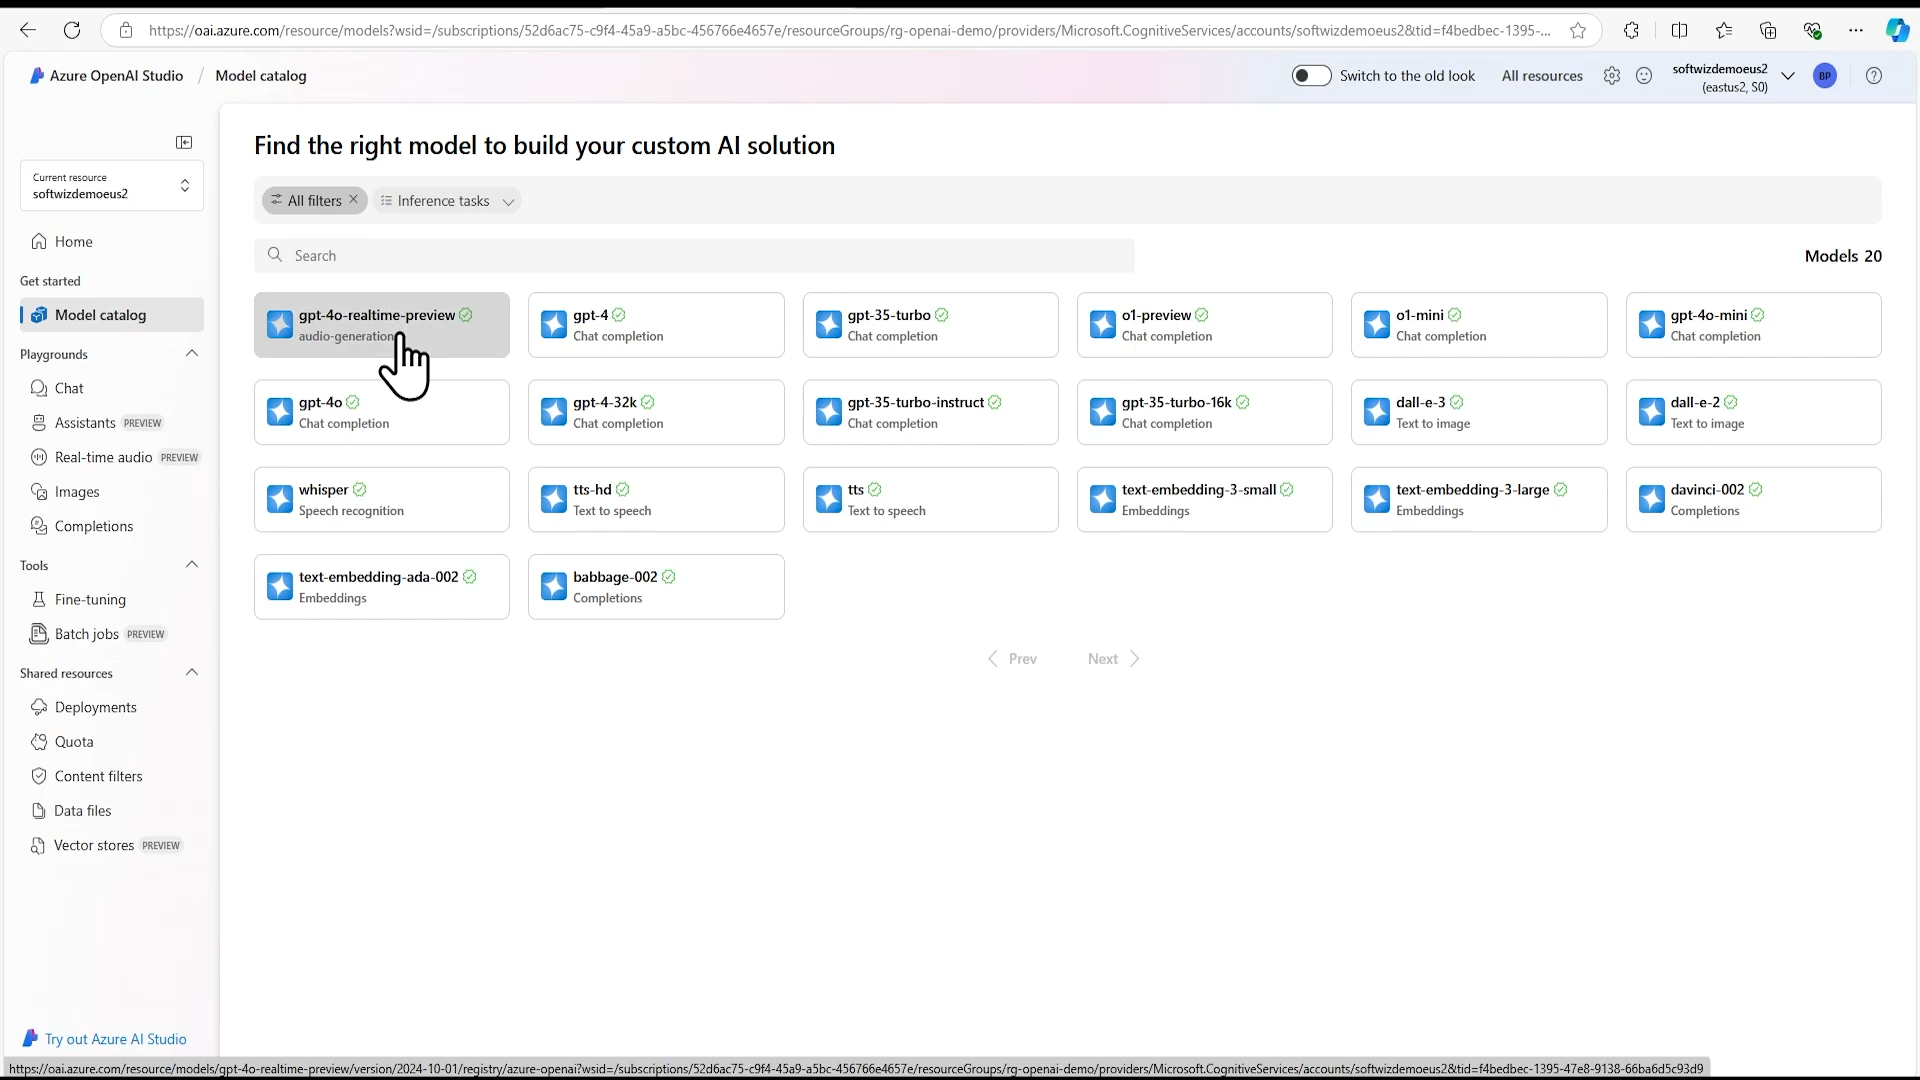 https://oai.azure.com/resource/models?wsid=/subscriptions/52d6ac75-c9f4-45a9-a5bc-456766e4657e/resourceGroups/rg-openai-demo/providers/Microsoft.CognitiveServices/accounts/softwizdemoeus2&tid=f4bedbec-1395-...
Azure OpenAI Studio / Model catalog
Switch to the old look
All resources
softwizdemoeus2
(eastus2, S0)
BP
Current resource
softwizdemoeus2
Home
Get started
Model catalog
Playgrounds
Chat
Assistants PREVIEW
Real-time audio PREVIEW
Images
Completions
Tools
Fine-tuning
Batch jobs PREVIEW
Shared resources
Deployments
Quota
Content filters
Data files
Vector stores PREVIEW
Try out Azure AI Studio
Find the right model to build your custom AI solution
All filters
Inference tasks
Search
Models 20
gpt-4o-realtime-preview
audio-generation
gpt-4
Chat completion
gpt-35-turbo
Chat completion
o1-preview
Chat completion
o1-mini
Chat completion
gpt-4o-mini
Chat completion
gpt-4o
Chat completion
gpt-4-32k
Chat completion
gpt-35-turbo-instruct
Chat completion
gpt-35-turbo-16k
Chat completion
dall-e-3
Text to image
dall-e-2
Text to image
whisper
Speech recognition
tts-hd
Text to speech
tts
Text to speech
text-embedding-3-small
Embeddings
text-embedding-3-large
Embeddings
davinci-002
Completions
text-embedding-ada-002
Embeddings
babbage-002
Completions
Prev
Next
https://oai.azure.com/resource/models/gpt-4o-realtime-preview/version/2024-10-01/registry/azure-openai?wsid=/subscriptions/52d6ac75-c9f4-45a9-a5bc-456766e4657e/resourceGroups/rg-openai-demo/providers/Microsoft.CognitiveServices/accounts/softwizdemoeus2&tid=f4bedbec-1395-47e8-9138-66ba6d5c93d9